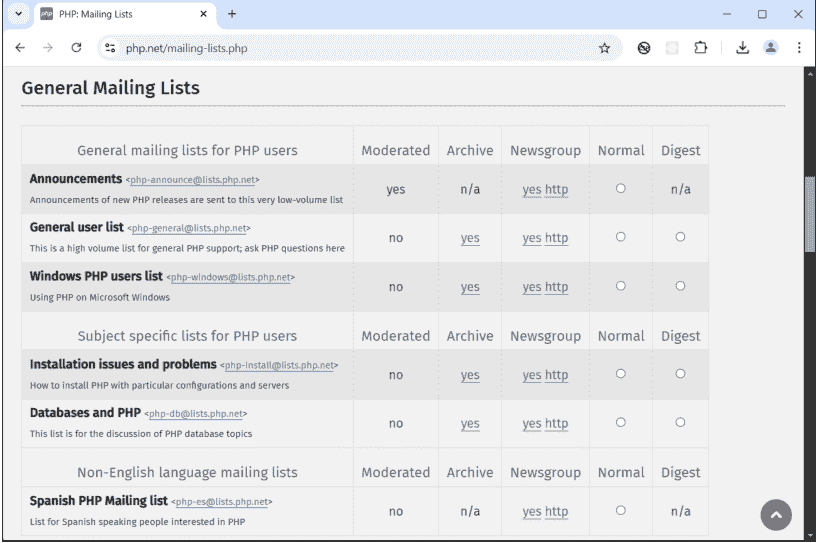 php PHP: Mailing Lists
php.net/mailing-lists.php
General Mailing Lists
General mailing lists for PHP users Moderated Archive Newsgroup Normal Digest
Announcements <php-announce@lists.php.net>
Announcements of new PHP releases are sent to this very low-volume list
yes n/a yes http n/a
General user list <php-general@lists.php.net>
This is a high volume list for general PHP support; ask PHP questions here
no yes yes http
Windows PHP users list <php-windows@lists.php.net>
Using PHP on Microsoft Windows
no yes yes http
Subject specific lists for PHP users Moderated Archive Newsgroup Normal Digest
Installation issues and problems <php-install@lists.php.net>
How to install PHP with particular configurations and servers
no yes yes http
Databases and PHP <php-db@lists.php.net>
This list is for the discussion of PHP database topics
no yes yes http
Non-English language mailing lists Moderated Archive Newsgroup Normal Digest
Spanish PHP Mailing list <php-es@lists.php.net>
List for Spanish speaking people interested in PHP
no n/a yes http n/a